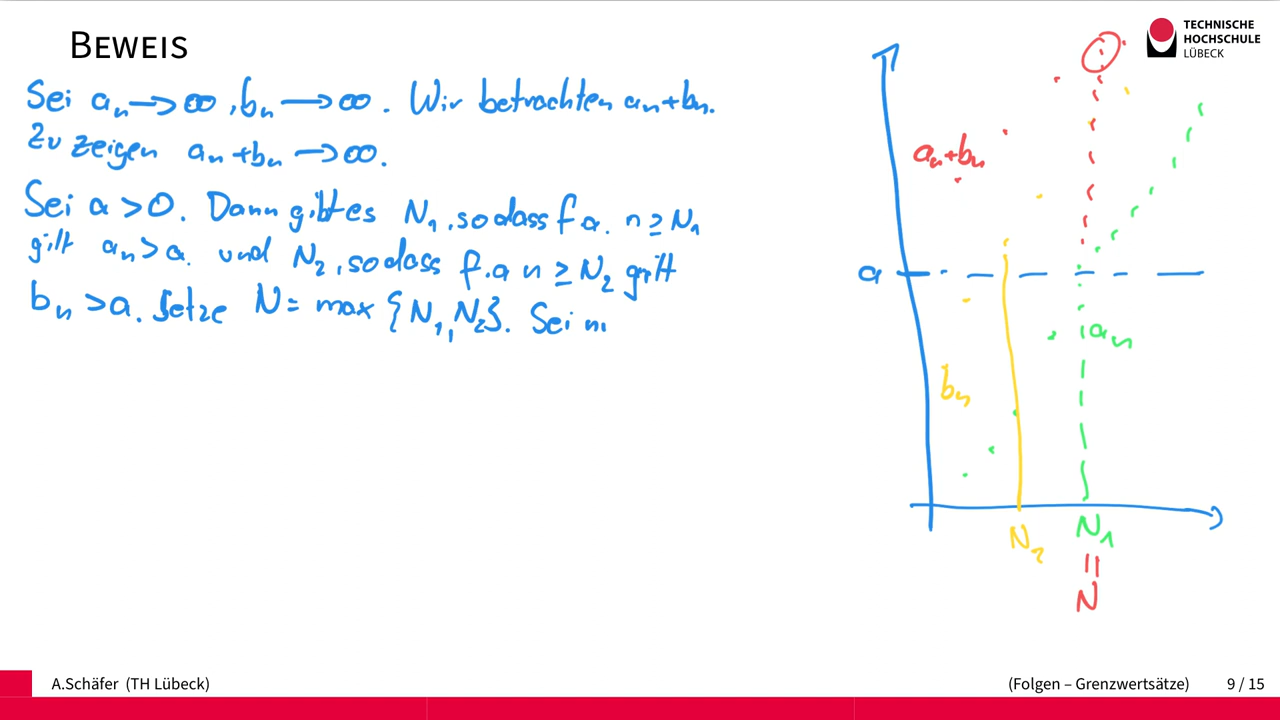 BEWEIS
TECHNISCHE
HOCHSCHULE
LÜBECK
Sei aₙ → ∞, bₙ → ∞. Wir betrachten aₙ+bₙ.
Zu zeigen aₙ+bₙ → ∞.
Sei a > 0. Dann gibt es N₁, sodass f a. n ≥ N₁
gilt aₙ > a. und N₂, sodass f. a n ≥ N₂ gilt
bₙ > a. Setze N = max {N₁, N₂}. Sei n
aₙ+bₙ
a
aₙ
bₙ
N₂
N₁
=
N
A.Schäfer (TH Lübeck)
(Folgen – Grenzwertsätze)
9 / 15